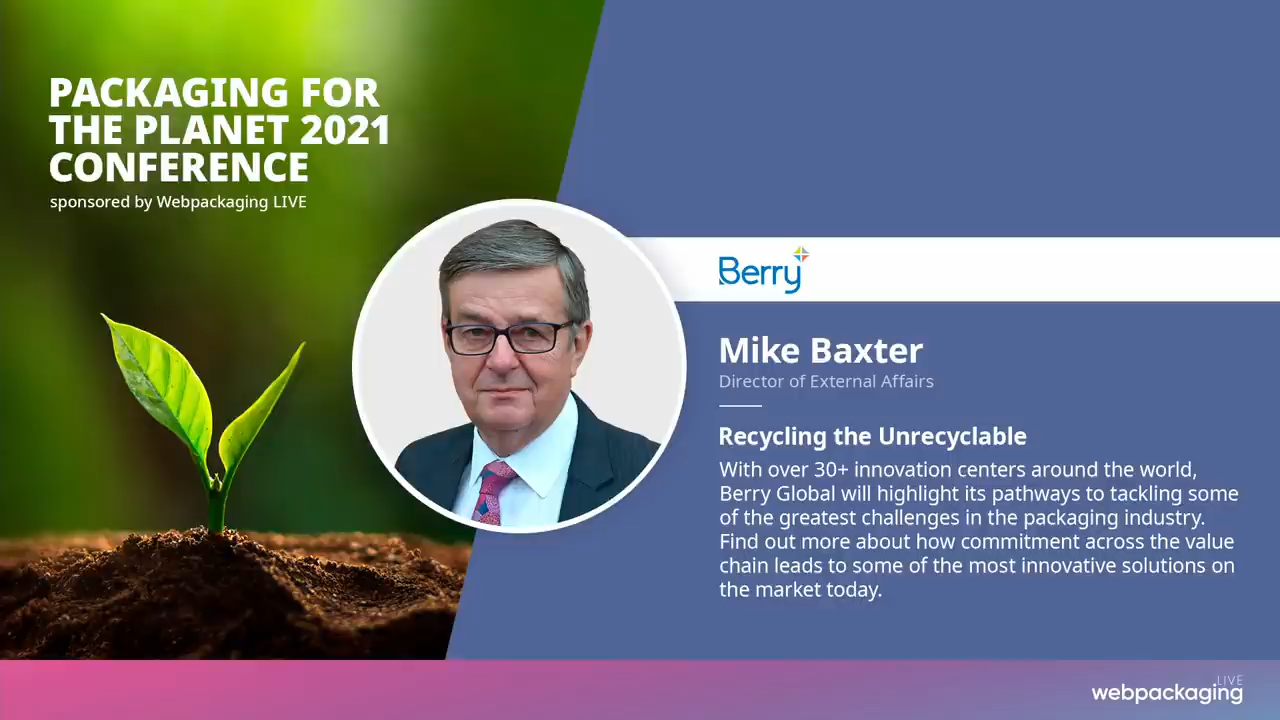 PACKAGING FOR
THE PLANET 2021
CONFERENCE
sponsored by Webpackaging LIVE
Berry
Mike Baxter
Director of External Affairs
Recycling the Unrecyclable
With over 30+ innovation centers around the world,
Berry Global will highlight its pathways to tackling some
of the greatest challenges in the packaging industry.
Find out more about how commitment across the value
chain leads to some of the most innovative solutions on
the market today.
LIVE
webpackaging